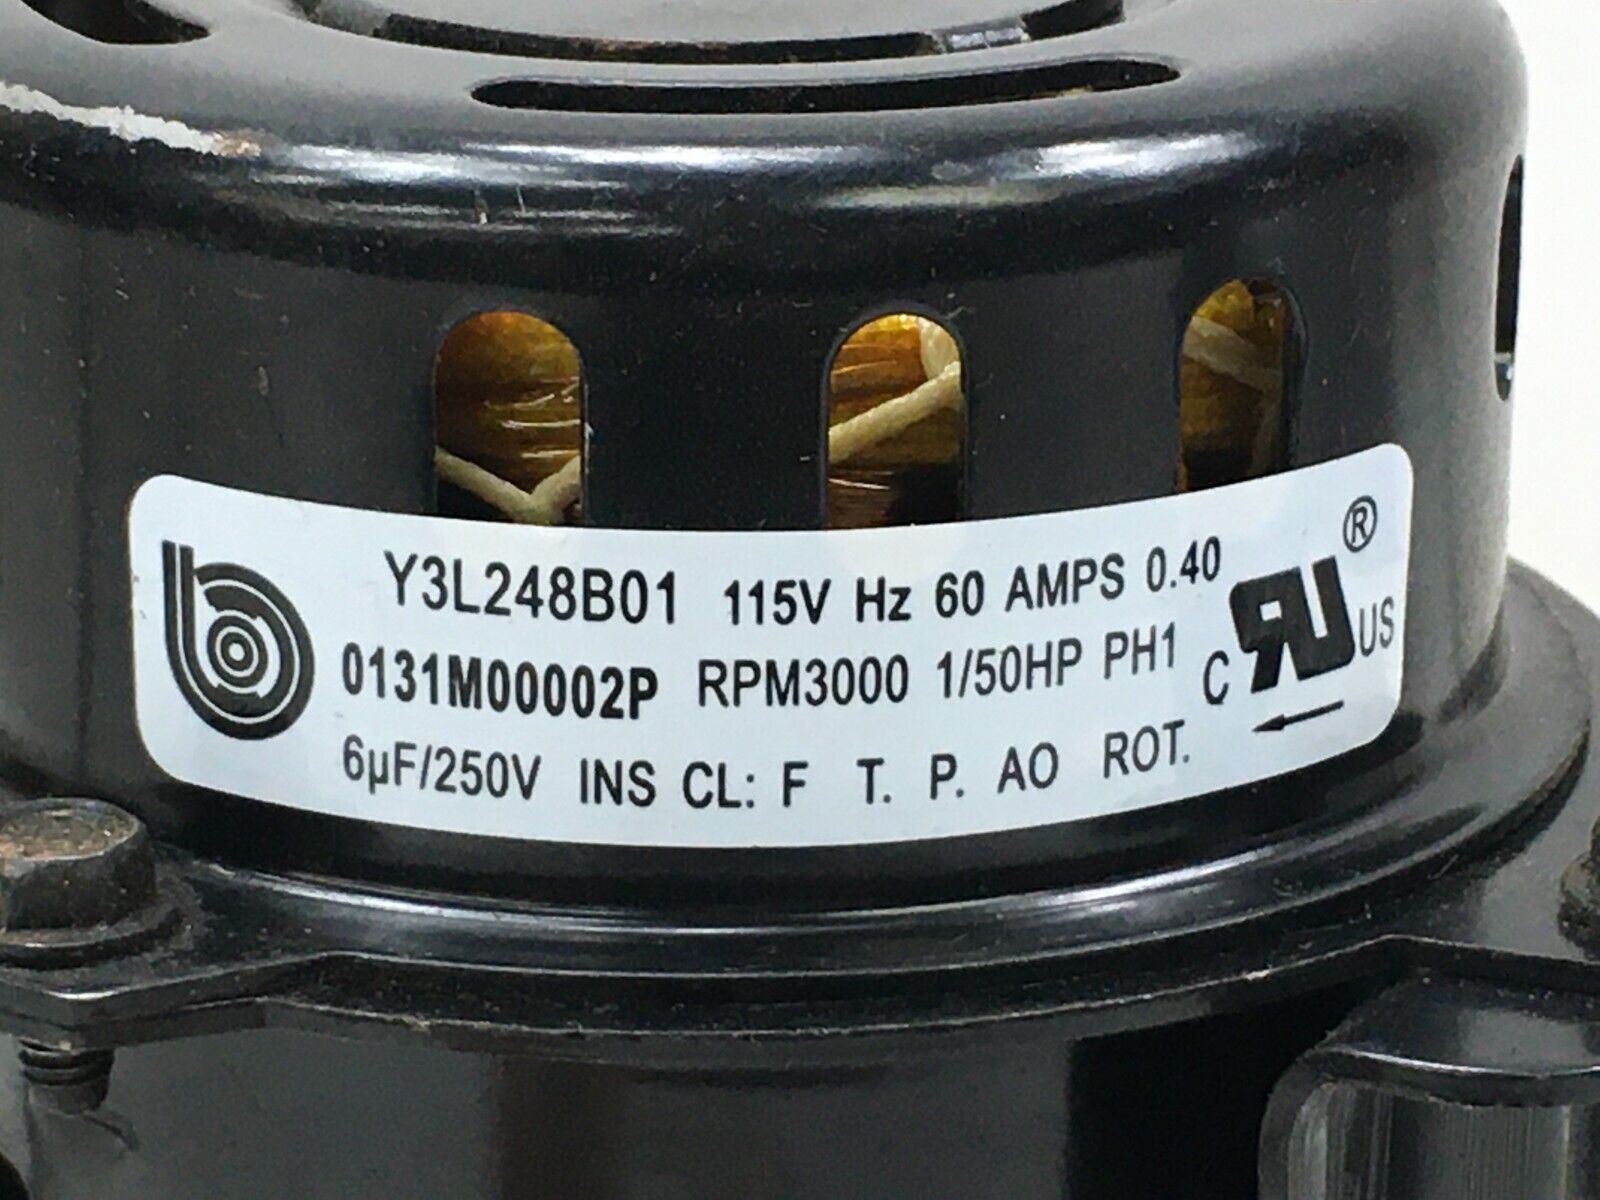 Y3L248B01 115V Hz 60 AMPS 0.40
0131M00002P RPM3000 1/50HP PH1
6µF/250V INS CL: F T. P. AO ROT.
C RU US ®